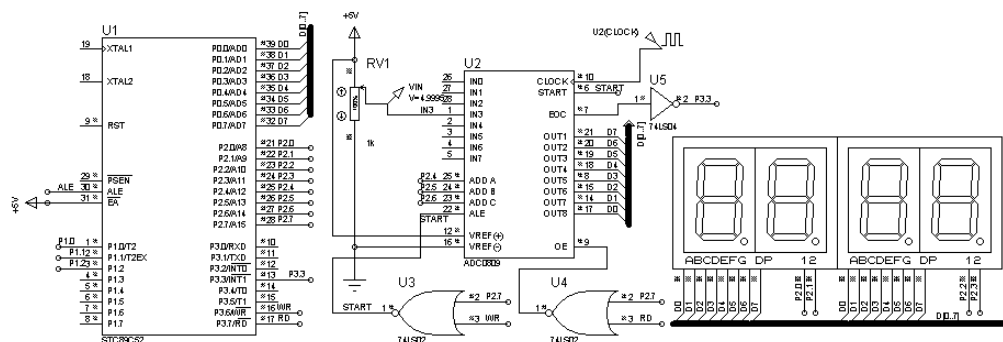 U1
19 XTAL1
18 XTAL2
9 RST
29 PSEN
ALE 30 ALE
31 EA
+5V
P1.0 1 P1.0/T2
P1.1 2 P1.1/T2EX
P1.2 3 P1.2
4 P1.3
5 P1.4
6 P1.5
7 P1.6
8 P1.7
P0.0/AD0 39 D0
P0.1/AD1 38 D1
P0.2/AD2 37 D2
P0.3/AD3 36 D3
P0.4/AD4 35 D4
P0.5/AD5 34 D5
P0.6/AD6 33 D6
P0.7/AD7 32 D7
P2.0/A8 21 P2.0
P2.1/A9 22 P2.1
P2.2/A10 23 P2.2
P2.3/A11 24 P2.3
P2.4/A12 25 P2.4
P2.5/A13 26 P2.5
P2.6/A14 27 P2.6
P2.7/A15 28 P2.7
P3.0/RXD 10
P3.1/TXD 11
P3.2/INT0 12
P3.3/INT1 13 P3.3
P3.4/T0 14
P3.5/T1 15
P3.6/WR 16 WR
P3.7/RD 17 RD
STC89C52
D[0..7]
+5V
RV1
1k
VIN
V=4.9995
IN3
U2
26 IN0
27 IN1
28 IN2
1 IN3
2 IN4
3 IN5
4 IN6
5 IN7
P2.4 25 ADD A
P2.5 24 ADD B
P2.6 23 ADD C
START 22 ALE
12 VREF(+)
16 VREF(-)
ADC0809
CLOCK 10
START 6 START
EOC 7
OUT1 21 D7
OUT2 20 D6
OUT3 19 D5
OUT4 18 D4
OUT5 8 D3
OUT6 15 D2
OUT7 14 D1
OUT8 17 D0
OE 9
D[0..7]
U2(CLOCK)
U5
1 2 P3.3
74LS04
U3
START 1
2 P2.7
3 WR
74LS02
U4
1
2 P2.7
3 RD
74LS02
ABCDEFG DP 12
D0 D1 D2 D3 D4 D5 D6 D7 P2.0 P2.1
ABCDEFG DP 12
D0 D1 D2 D3 D4 D5 D6 D7 P2.2 P2.3
D[0..7]